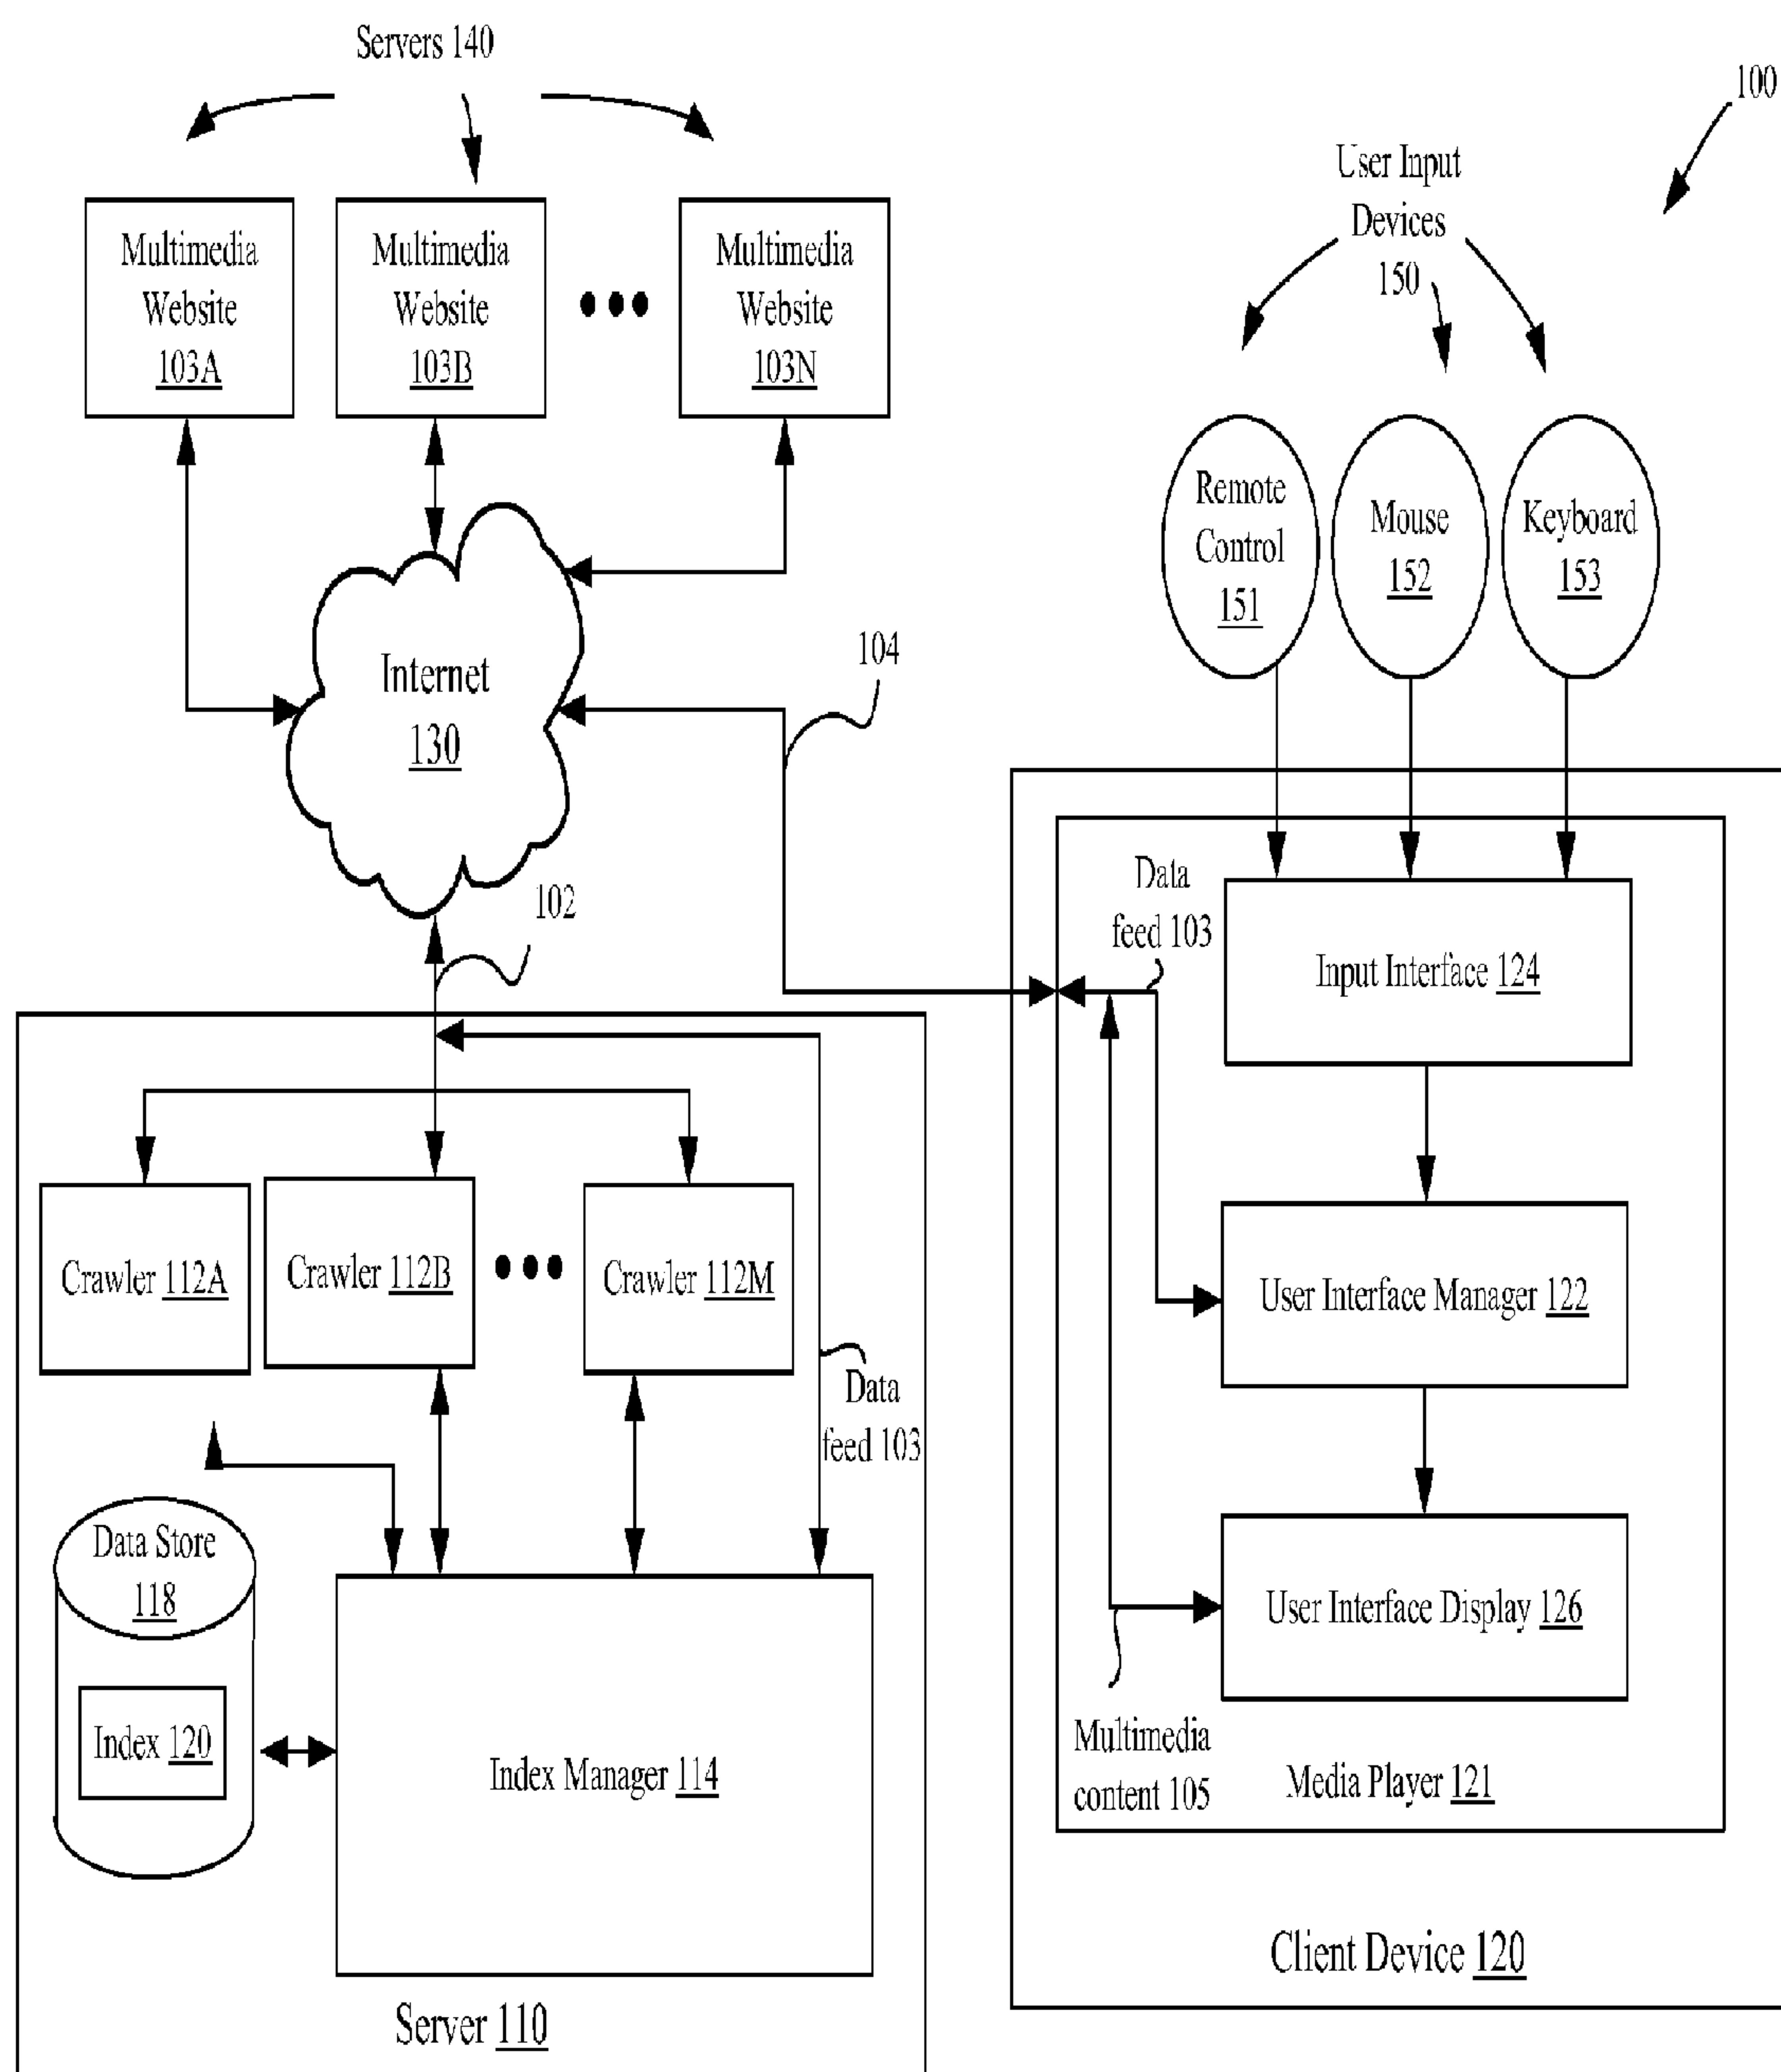 Servers 140
100
User Input
Devices
150
Multimedia
Website
103A
Multimedia
Website
103B
Multimedia
Website
103N
Remote
Control
151
Mouse
152
Keyboard
153
Internet
130
104
102
Data
feed 103
Input Interface 124
Crawler 112A
Crawler 112B
Crawler 112M
User Interface Manager 122
Data
feed 103
Data Store
118
Index 120
Index Manager 114
User Interface Display 126
Multimedia
content 105
Media Player 121
Client Device 120
Server 110